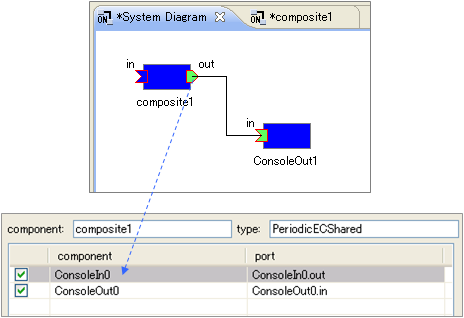 *System Diagram *composite1
in out
composite1
in
ConsoleOut1
component: composite1 type: PeriodicECShared
component port
ConsoleIn0 ConsoleIn0.out
ConsoleOut0 ConsoleOut0.in